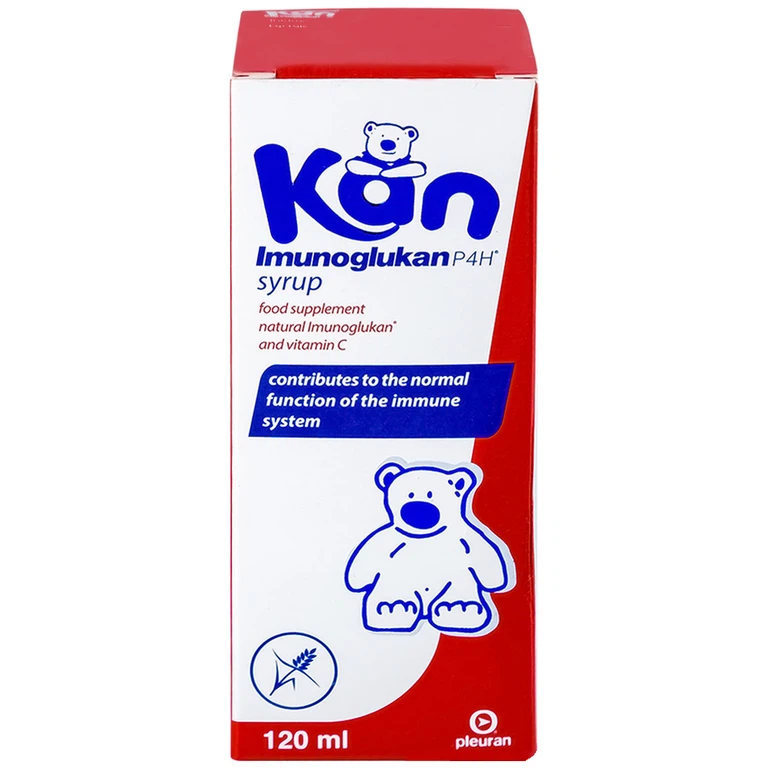 Kan
Kan
Imunoglukan P4H®
syrup
food supplement
natural Imunoglukan®
and vitamin C
contributes to the normal
function of the immune
system
120 ml
pleuran